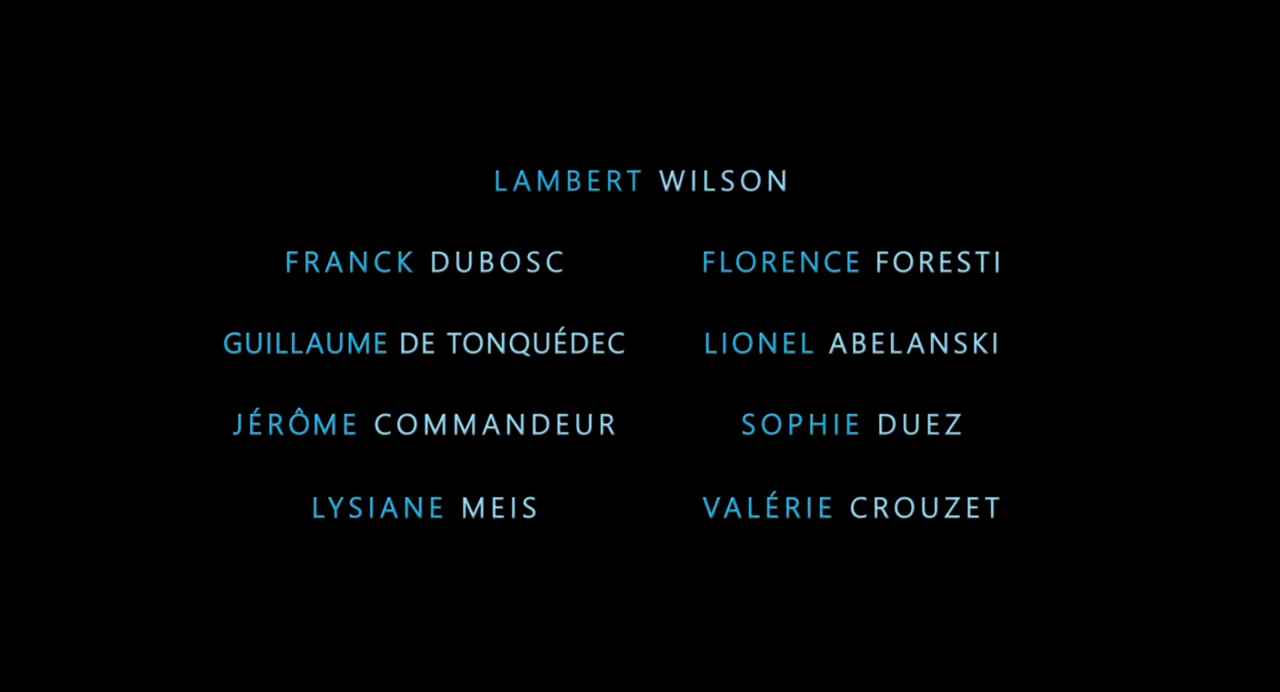 LAMBERT WILSON
FRANCK DUBOSC
FLORENCE FORESTI
GUILLAUME DE TONQUÉDEC
LIONEL ABELANSKI
JÉRÔME COMMANDEUR
SOPHIE DUEZ
LYSIANE MEIS
VALÉRIE CROUZET